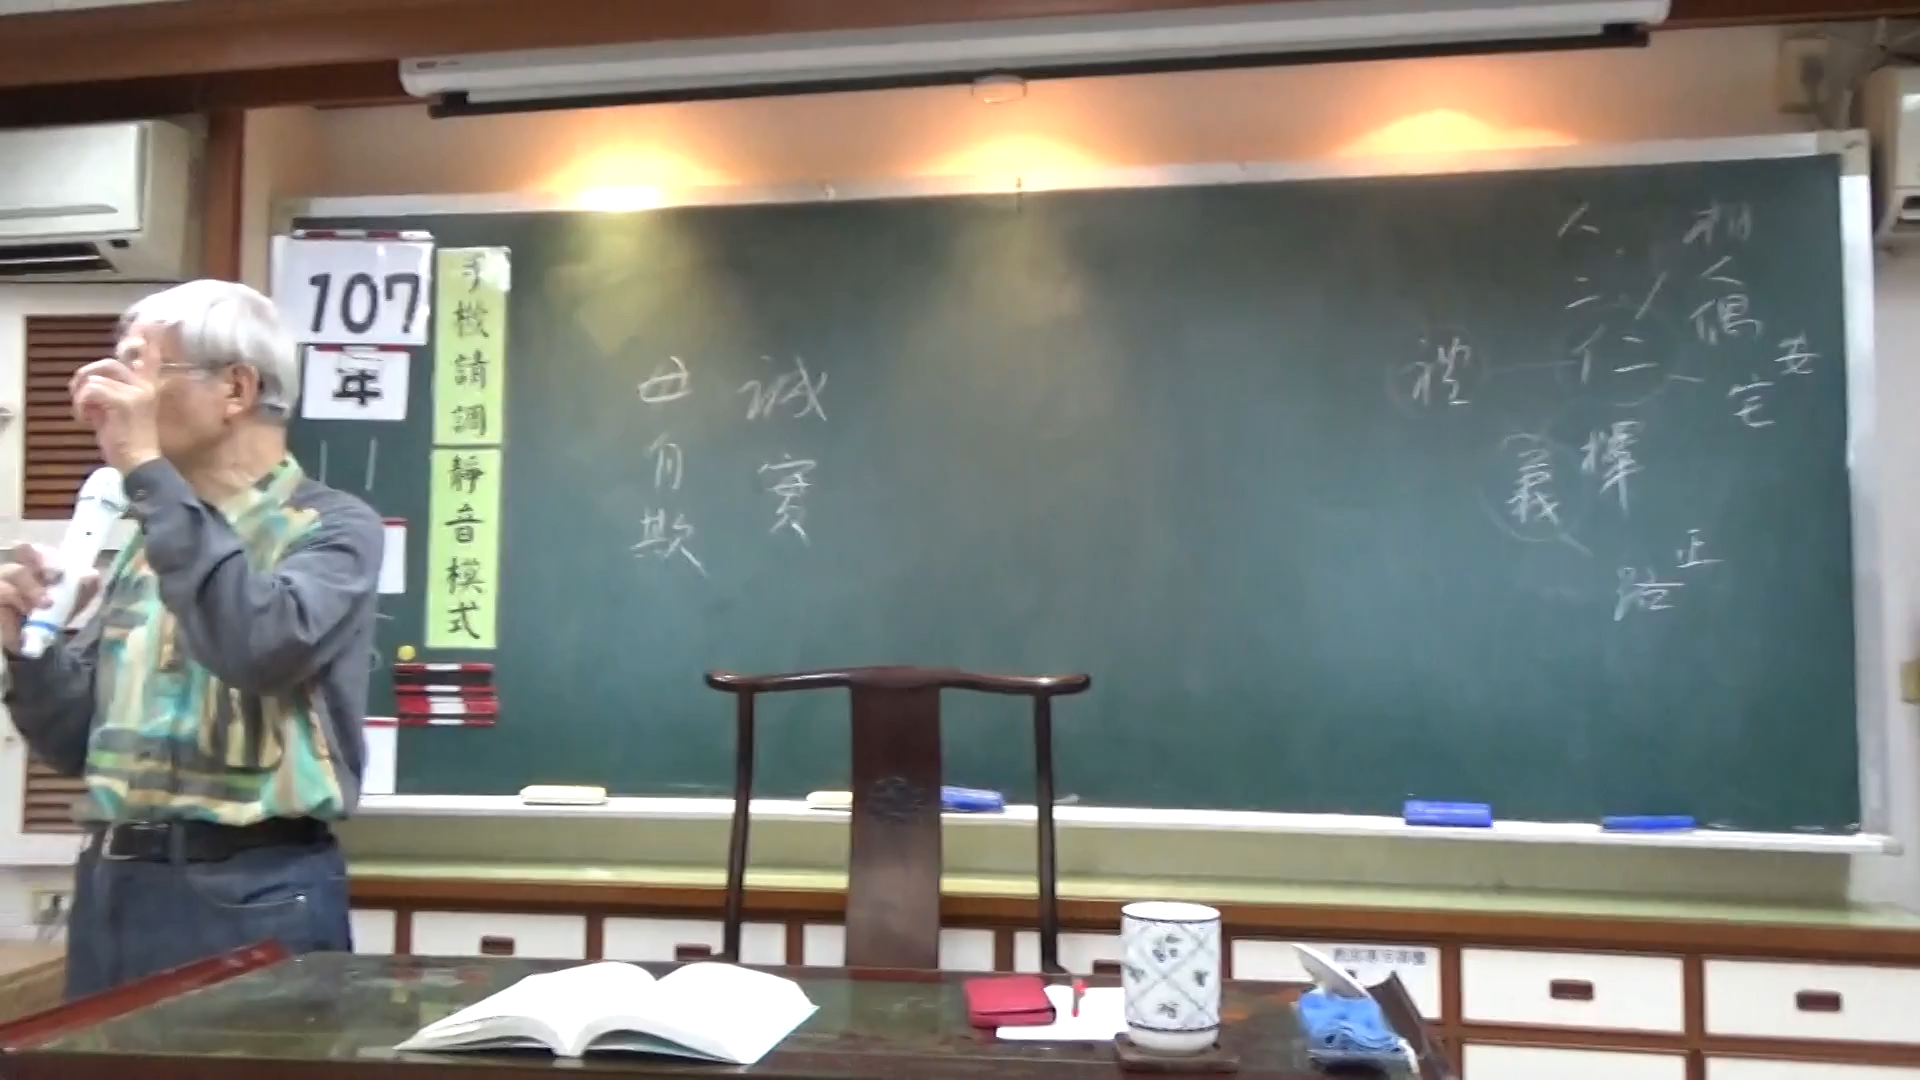 107
年
手機請調
靜音模式
誠實
毋自欺
相人偶
人二
仁
安宅
禮
擇
義
正路